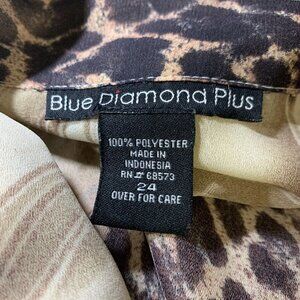 Blue Diamond Plus
100% POLYESTER
MADE IN
INDONESIA
RN# 68573
24
OVER FOR CARE